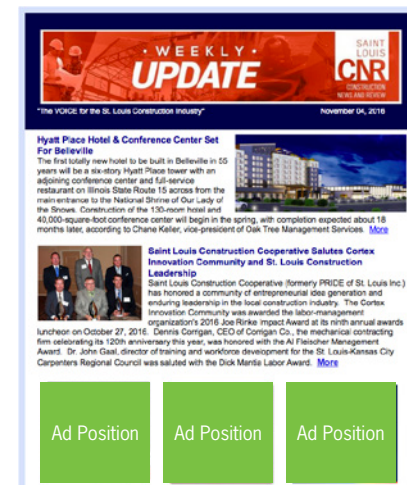 • WEEKLY •
UPDATE
SAINT
LOUIS
CNR
CONSTRUCTION
NEWS AND REVIEW
"The VOICE for the St. Louis Construction Industry"
November 04, 2016
Hyatt Place Hotel & Conference Center Set
For Belleville
The first totally new hotel to be built in Belleville in 55
years will be a six-story Hyatt Place tower with an
adjoining conference center and full-service
restaurant on Illinois State Route 15 across from the
main entrance to the National Shrine of Our Lady of
the Snows. Construction of the 130-room hotel and
40,000-square-foot conference center will begin in the spring, with completion expected about 18
months later, according to Chane Keller, vice-president of Oak Tree Management Services. More
Saint Louis Construction Cooperative Salutes Cortex
Innovation Community and St. Louis Construction
Leadership
Saint Louis Construction Cooperative (formerly PRIDE of St. Louis Inc.)
has honored a community of entrepreneurial idea generation and
enduring leadership in the local construction industry. The Cortex
Innovation Community was awarded the labor-management
organization's 2016 Joe Rinke Impact Award at its ninth annual awards
luncheon on October 27, 2016. Dennis Corrigan, CEO of Corrigan Co., the mechanical contracting
firm celebrating its 120th anniversary this year, was honored with the Al Fleischer Management
Award. Dr. John Gaal, director of training and workforce development for the St. Louis-Kansas City
Carpenters Regional Council was saluted with the Dick Mantia Labor Award. More
Ad Position
Ad Position
Ad Position